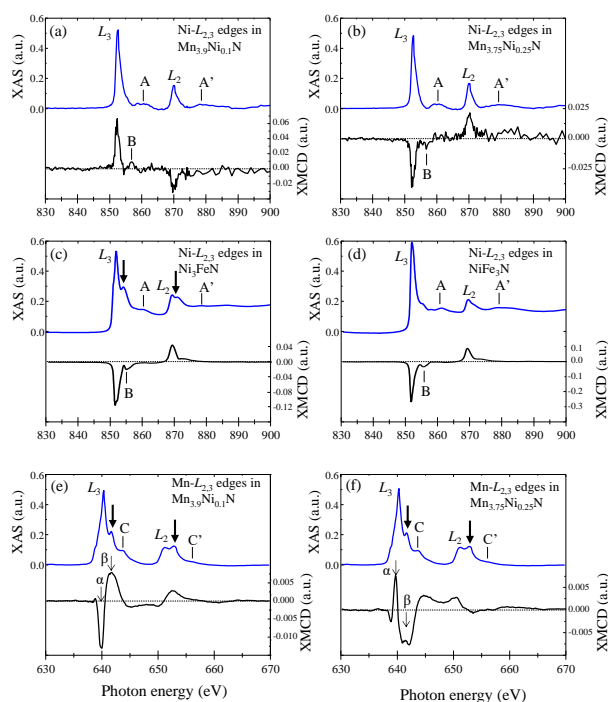 (a)
Ni-L2,3 edges in
Mn3.9Ni0.1N
L3
A
L2
A'
B
XAS (a.u.)
XMCD (a.u.)
0.6
0.4
0.2
0.0
0.06
0.04
0.02
0.00
-0.02
830 840 850 860 870 880 890 900
(b)
Ni-L2,3 edges in
Mn3.75Ni0.25N
L3
A
L2
A'
B
XAS (a.u.)
XMCD (a.u.)
0.6
0.4
0.2
0.0
0.025
0.000
-0.025
830 840 850 860 870 880 890 900
(c)
Ni-L2,3 edges in
Ni3FeN
L3
A
L2
A'
B
XAS (a.u.)
XMCD (a.u.)
0.6
0.4
0.2
0.0
0.04
0.00
-0.04
-0.08
-0.12
830 840 850 860 870 880 890 900
(d)
Ni-L2,3 edges in
NiFe3N
L3
A
L2
A'
B
XAS (a.u.)
XMCD (a.u.)
0.6
0.4
0.2
0.0
0.1
0.0
-0.1
-0.2
-0.3
830 840 850 860 870 880 890 900
(e)
Mn-L2,3 edges in
Mn3.9Ni0.1N
L3
C
L2
C'
β
α
XAS (a.u.)
XMCD (a.u.)
0.6
0.4
0.2
0.0
0.005
0.000
-0.005
-0.010
630 640 650 660 670
Photon energy (eV)
(f)
Mn-L2,3 edges in
Mn3.75Ni0.25N
L3
C
L2
C'
α
β
XAS (a.u.)
XMCD (a.u.)
0.6
0.4
0.2
0.0
0.005
0.000
-0.005
630 640 650 660 670
Photon energy (eV)